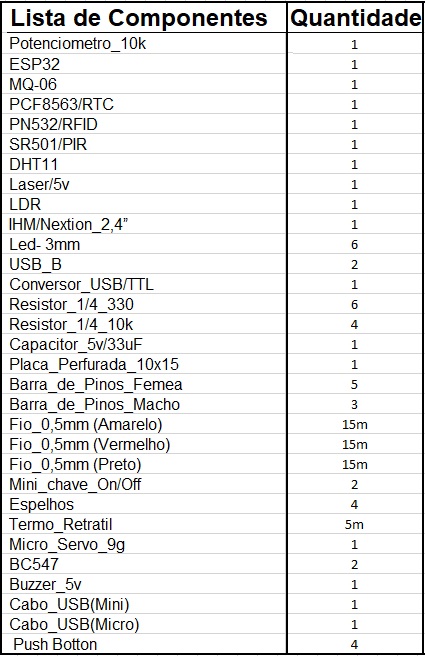 Lista de Componentes Quantidade
Potenciometro_10k 1
ESP32 1
MQ-06 1
PCF8563/RTC 1
PN532/RFID 1
SR501/PIR 1
DHT11 1
Laser/5v 1
LDR 1
IHM/Nextion_2,4” 1
Led- 3mm 6
USB_B 2
Conversor_USB/TTL 1
Resistor_1/4_330 6
Resistor_1/4_10k 4
Capacitor_5v/33uF 1
Placa_Perfurada_10x15 1
Barra_de_Pinos_Femea 5
Barra_de_Pinos_Macho 3
Fio_0,5mm (Amarelo) 15m
Fio_0,5mm (Vermelho) 15m
Fio_0,5mm (Preto) 15m
Mini_chave_On/Off 2
Espelhos 4
Termo_Retratil 5m
Micro_Servo_9g 1
BC547 2
Buzzer_5v 1
Cabo_USB(Mini) 1
Cabo_USB(Micro) 1
Push Botton 4